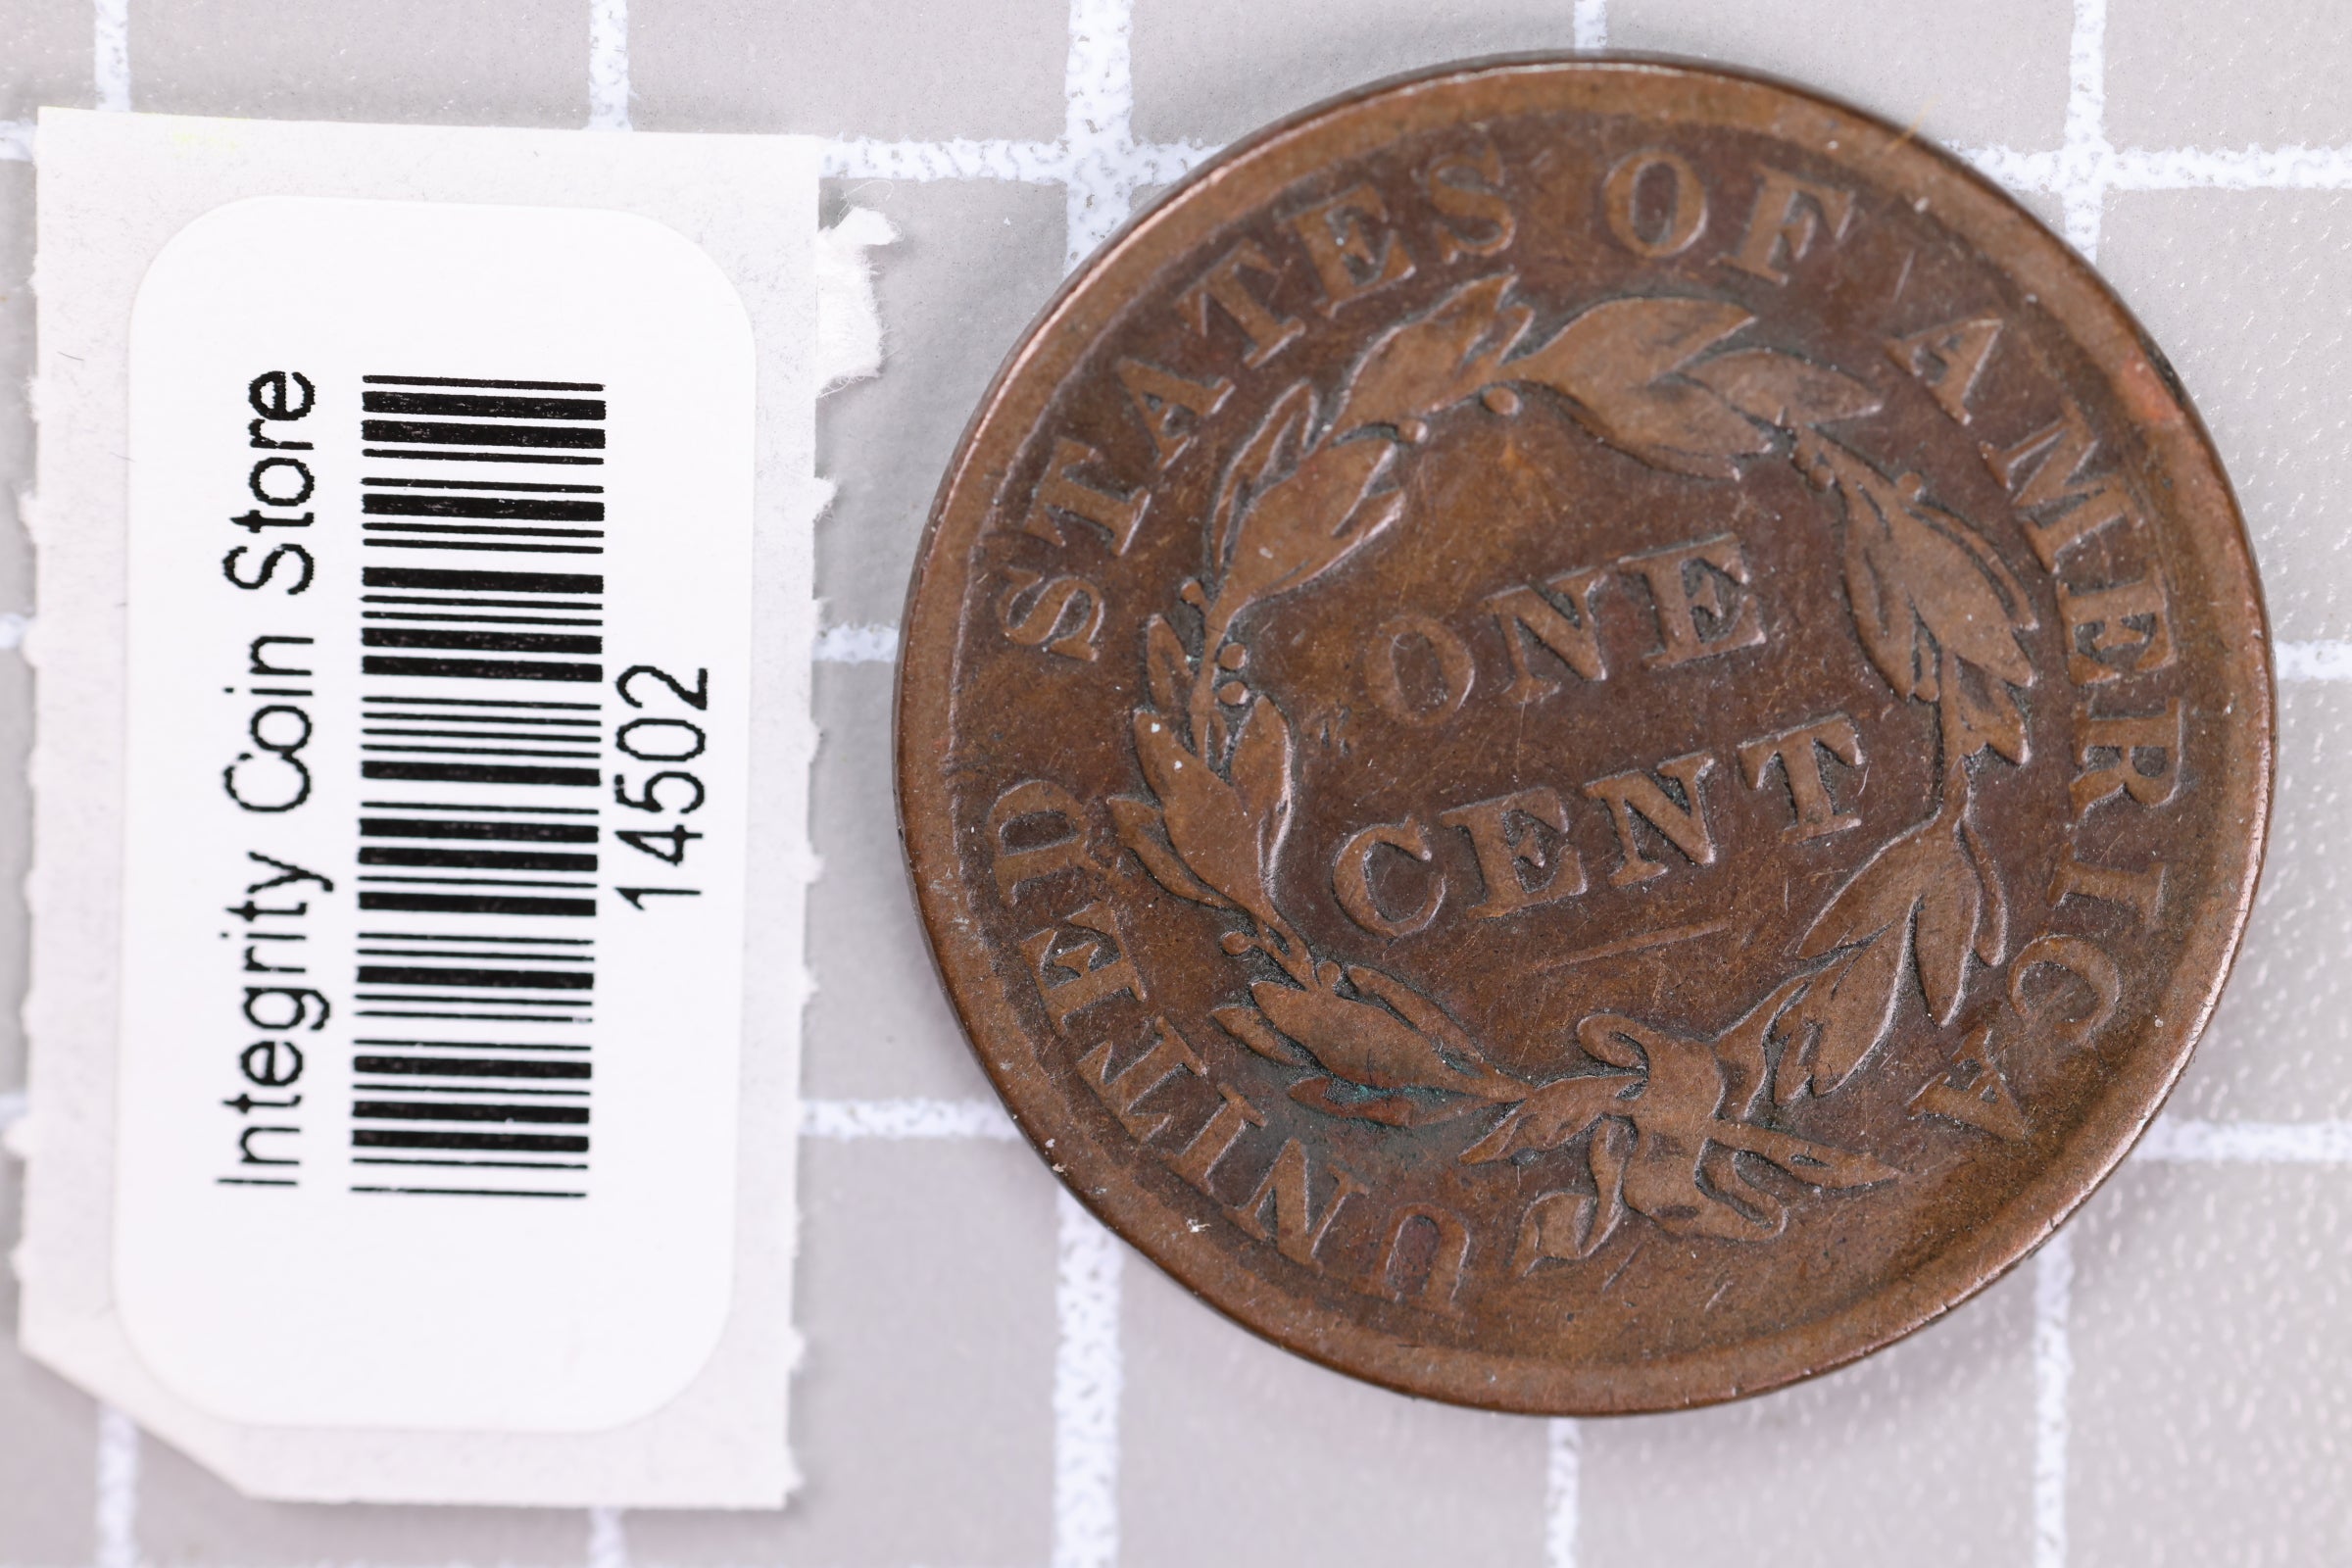 Integrity Coin Store
14502
UNITED STATES OF AMERICA
ONE
CENT